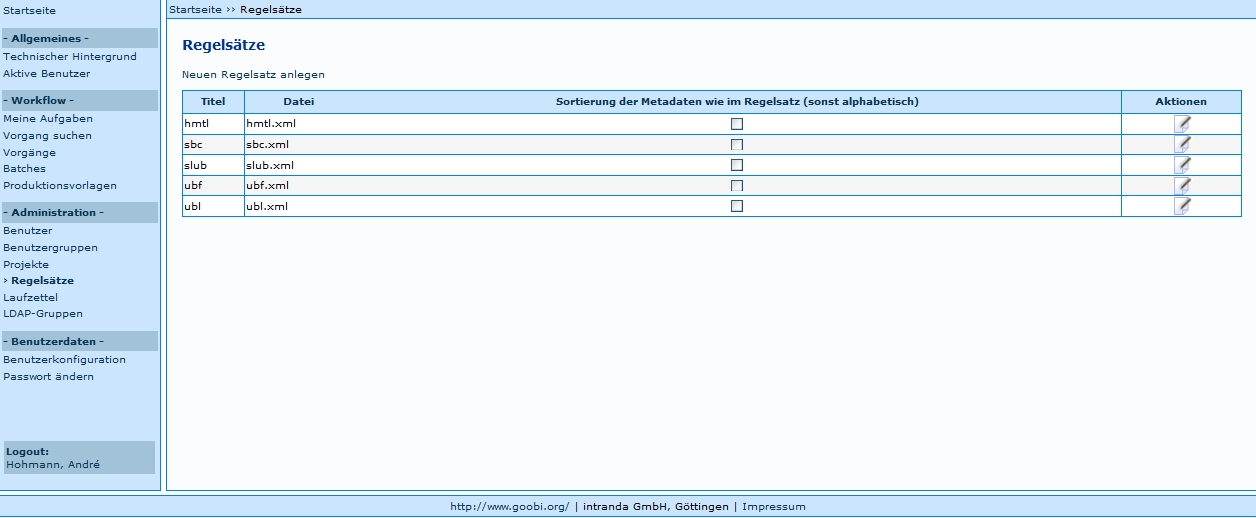 Startseite
- Allgemeines -
Technischer Hintergrund
Aktive Benutzer
- Workflow -
Meine Aufgaben
Vorgang suchen
Vorgänge
Batches
Produktionsvorlagen
- Administration -
Benutzer
Benutzergruppen
Projekte
› Regelsätze
Laufzettel
LDAP-Gruppen
- Benutzerdaten -
Benutzerkonfiguration
Passwort ändern
Logout:
Hohmann, André
Startseite ›› Regelsätze
Regelsätze
Neuen Regelsatz anlegen
Titel Datei Sortierung der Metadaten wie im Regelsatz (sonst alphabetisch) Aktionen
hmtl hmtl.xml
sbc sbc.xml
slub slub.xml
ubf ubf.xml
ubl ubl.xml
http://www.goobi.org/ | intranda GmbH, Göttingen | Impressum